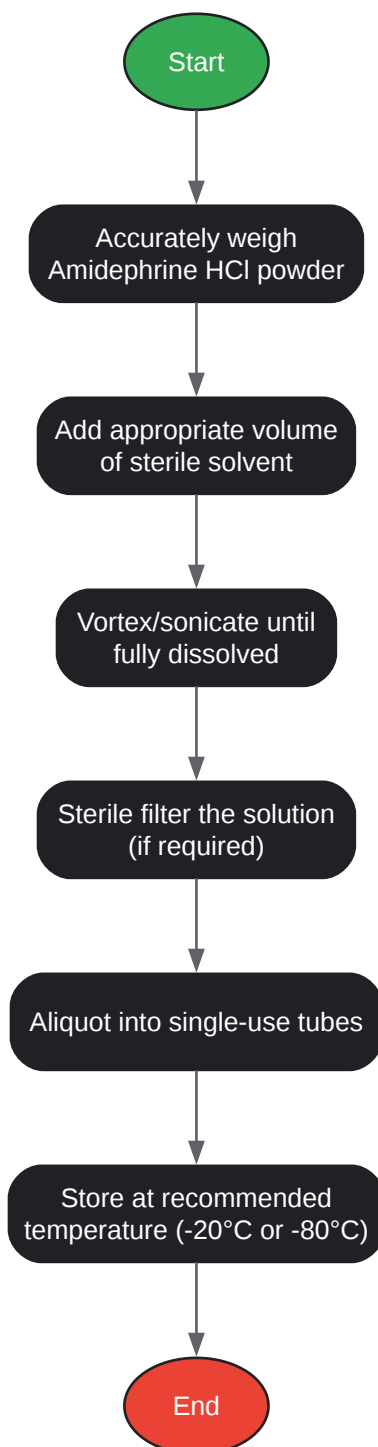 Start
Accurately weigh
Amidephrine HCl powder
Add appropriate volume
of sterile solvent
Vortex/sonicate until
fully dissolved
Sterile filter the solution
(if required)
Aliquot into single-use tubes
Store at recommended
temperature (-20°C or -80°C)
End